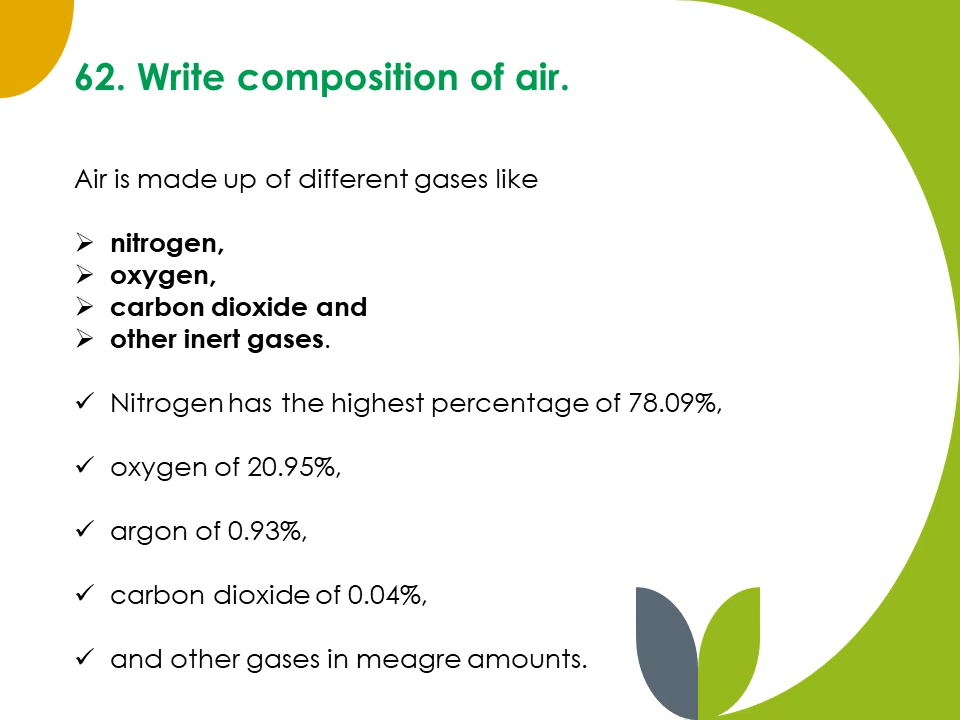 62. Write composition of air.
Air is made up of different gases like
➢ nitrogen,
➢ oxygen,
➢ carbon dioxide and
➢ other inert gases.
✓ Nitrogen has the highest percentage of 78.09%,
✓ oxygen of 20.95%,
✓ argon of 0.93%,
✓ carbon dioxide of 0.04%,
✓ and other gases in meagre amounts.